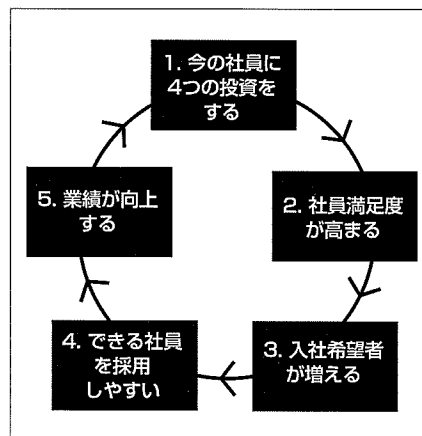 1. 今の社員に
4つの投資を
する
2. 社員満足度
が高まる
3. 入社希望者
が増える
4. できる社員
を採用
しやすい
5. 業績が向上
する